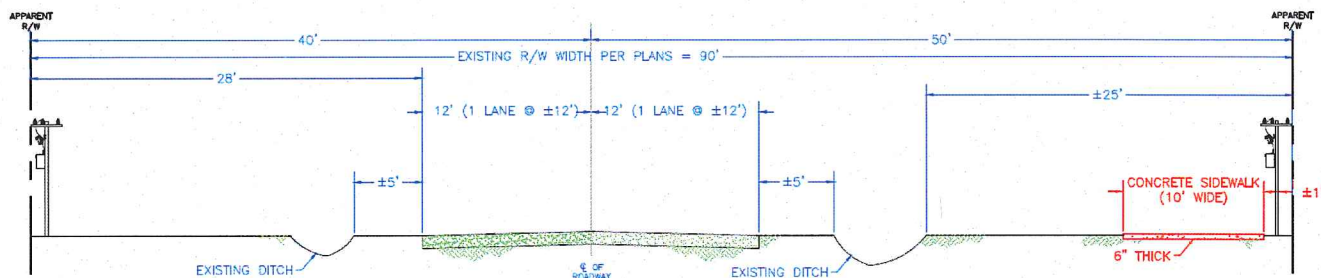 APPARENT
R/W
APPARENT
R/W
40'
50'
EXISTING R/W WIDTH PER PLANS = 90'
28'
±25'
12' (1 LANE @ ±12')
12' (1 LANE @ ±12')
±5'
±5'
CONCRETE SIDEWALK
(10' WIDE)
±1
EXISTING DITCH
℄ OF
ROADWAY
EXISTING DITCH
6" THICK